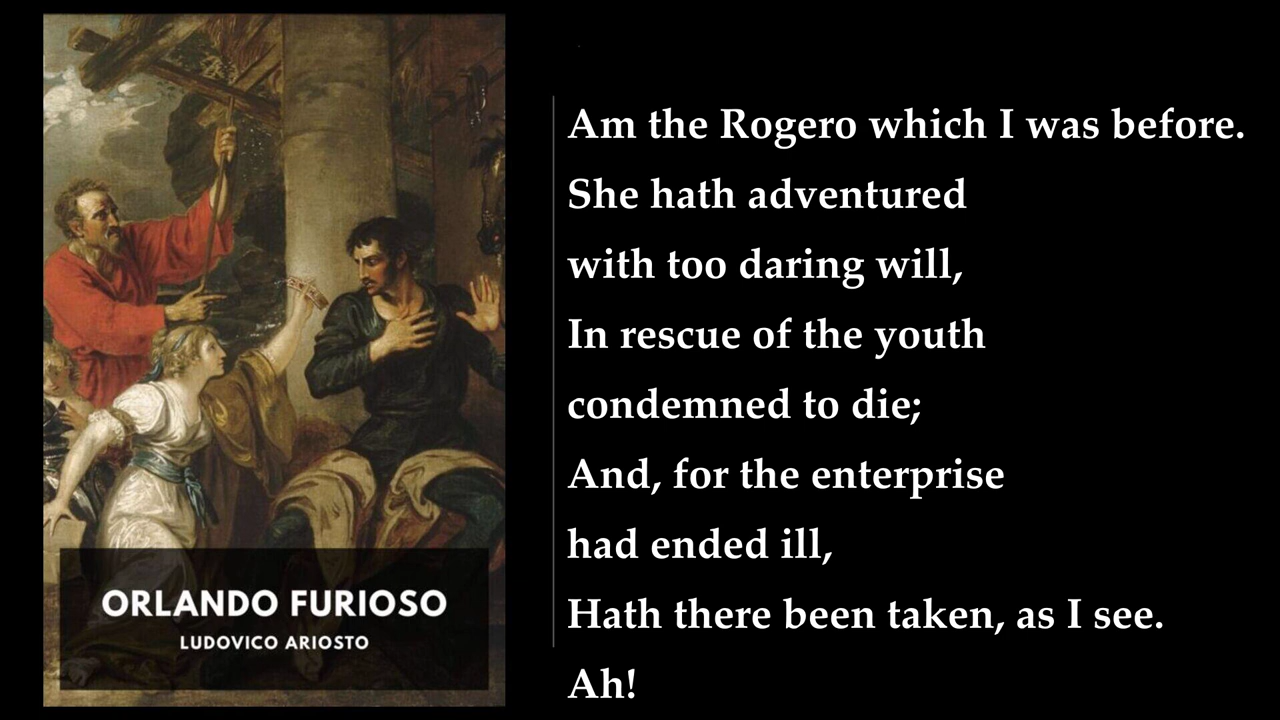 ORLANDO FURIOSO
LUDOVICO ARIOSTO
Am the Rogero which I was before.
She hath adventured
with too daring will,
In rescue of the youth
condemned to die;
And, for the enterprise
had ended ill,
Hath there been taken, as I see.
Ah!